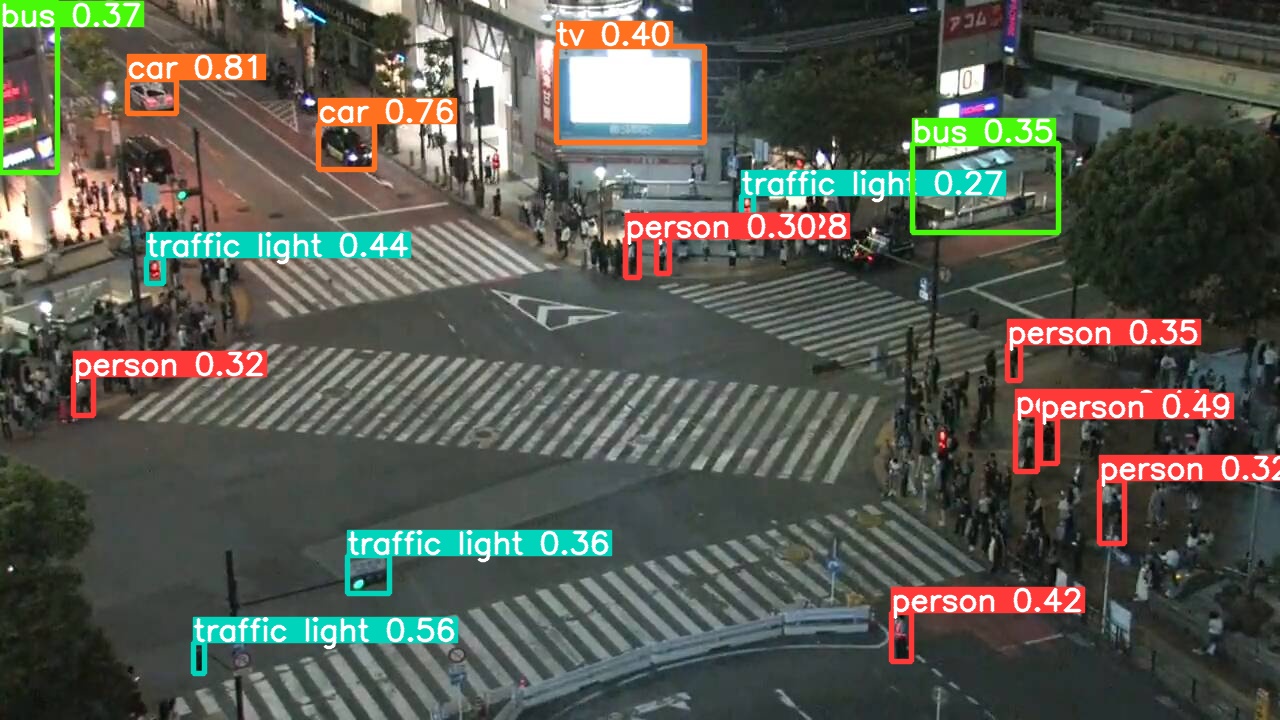 bus 0.37
tv 0.40
car 0.81
car 0.76
アコム
bus 0.35
traffic light 0.27
person 0.30
28
traffic light 0.44
person 0.35
person 0.32
person 0.49
person 0.32
traffic light 0.36
person 0.42
traffic light 0.56